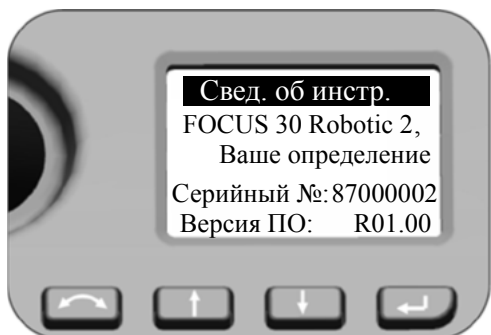 Свед. об инстр.
FOCUS 30 Robotic 2,
Ваше определение
Серийный №:87000002
Версия ПО: R01.00